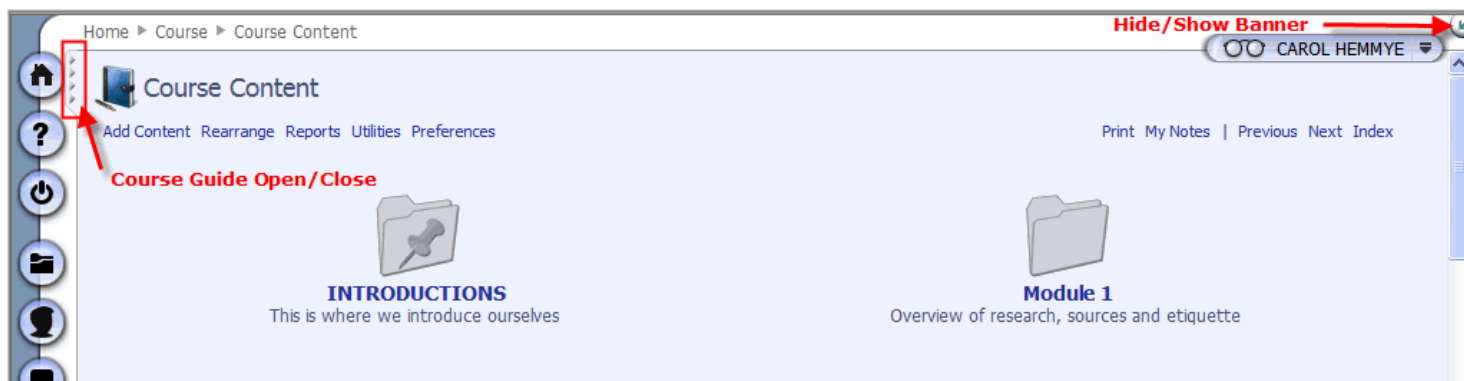 Hide/Show Banner
Home ▶ Course ▶ Course Content
CAROL HEMMYE
Course Content
Add Content Rearrange Reports Utilities Preferences
Print My Notes | Previous Next Index
?
Course Guide Open/Close
INTRODUCTIONS
This is where we introduce ourselves
Module 1
Overview of research, sources and etiquette